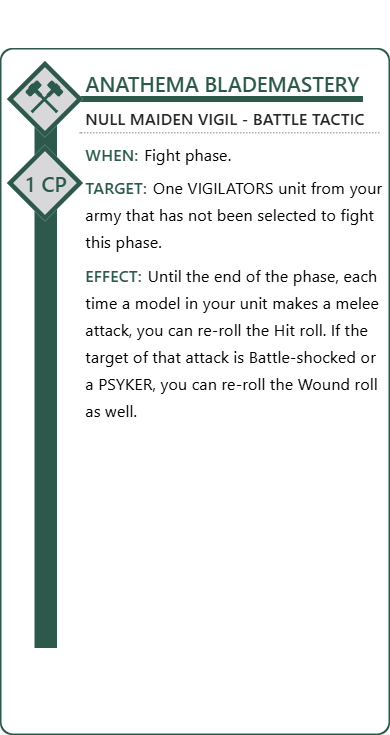 ANATHEMA BLADEMASTERY
NULL MAIDEN VIGIL - BATTLE TACTIC
WHEN: Fight phase.
1 CP
TARGET: One VIGILATORS unit from your
army that has not been selected to fight
this phase.
EFFECT: Until the end of the phase, each
time a model in your unit makes a melee
attack, you can re-roll the Hit roll. If the
target of that attack is Battle-shocked or
a PSYKER, you can re-roll the Wound roll
as well.